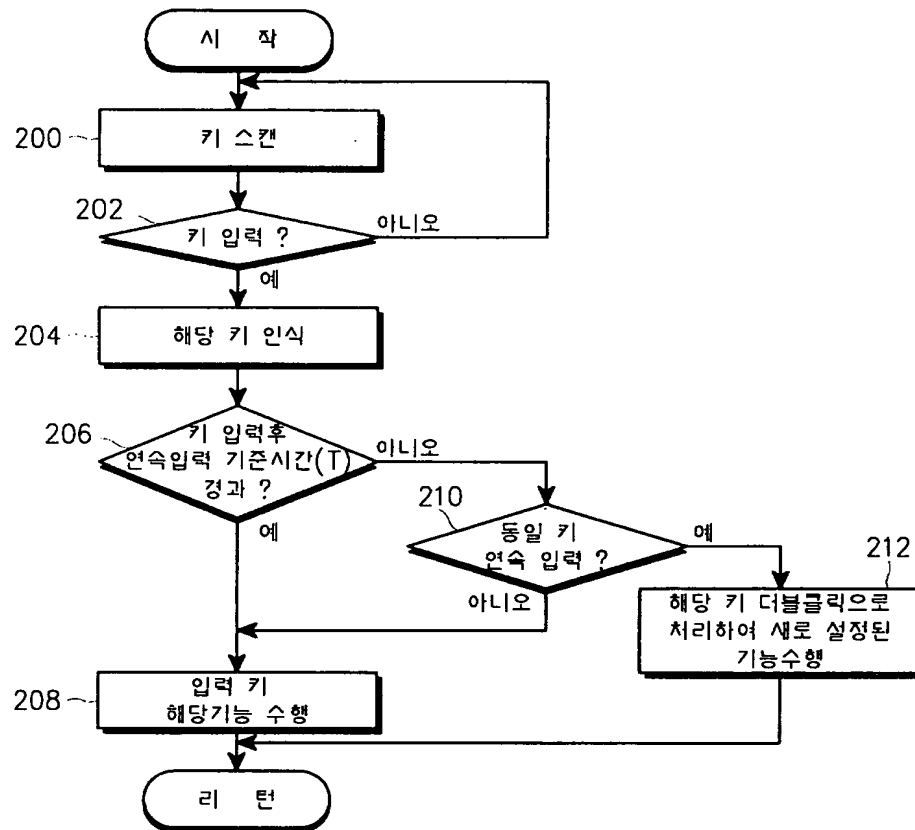 시 작
200
키 스캔
202
키 입력 ?
아니오
예
204
해당 키 인식
206
키 입력후
연속입력 기준시간(T)
경과 ?
아니오
예
210
동일 키
연속 입력 ?
예
아니오
212
해당 키 더블클릭으로
처리하여 새로 설정된
기능수행
208
입력 키
해당기능 수행
리 턴